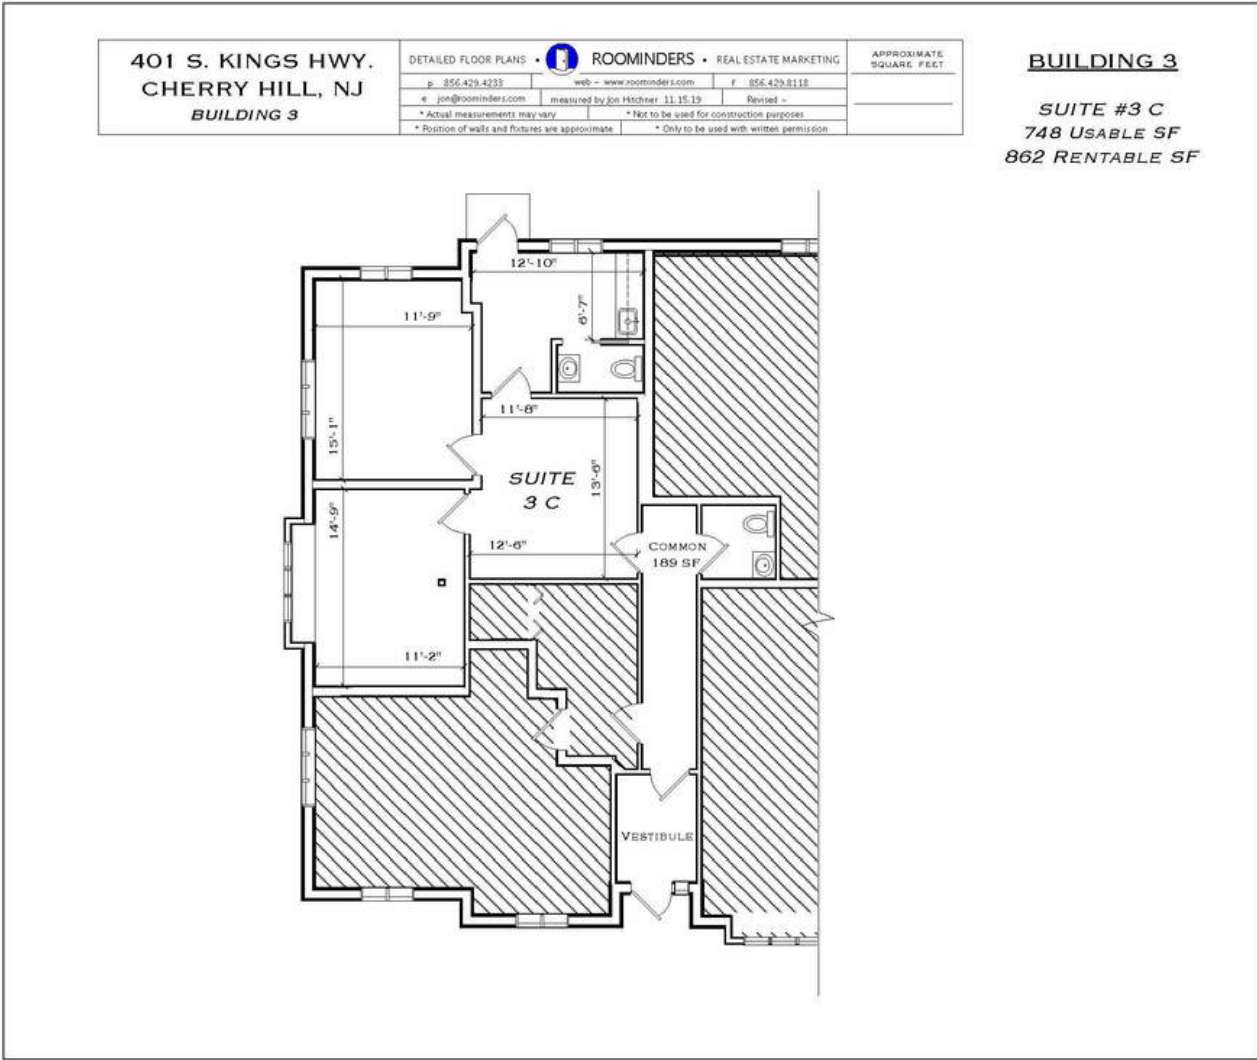 401 S. KINGS HWY.
CHERRY HILL, NJ
BUILDING 3
DETAILED FLOOR PLANS • ROOMINDERS • REAL ESTATE MARKETING
p 856.429.4233 web – www.roominders.com f 856.429.8118
e jon@roominders.com measured by Jon Hitchner 11.15.19 Revised –
* Actual measurements may vary * Not to be used for construction purposes
* Position of walls and fixtures are approximate * Only to be used with written permission
APPROXIMATE
SQUARE FEET
BUILDING 3
SUITE #3 C
748 USABLE SF
862 RENTABLE SF
12'-10"
6'-7"
11'-9"
15'-1"
11'-8"
13'-6"
SUITE
3 C
12'-6"
14'-9"
11'-2"
COMMON
189 SF
VESTIBULE